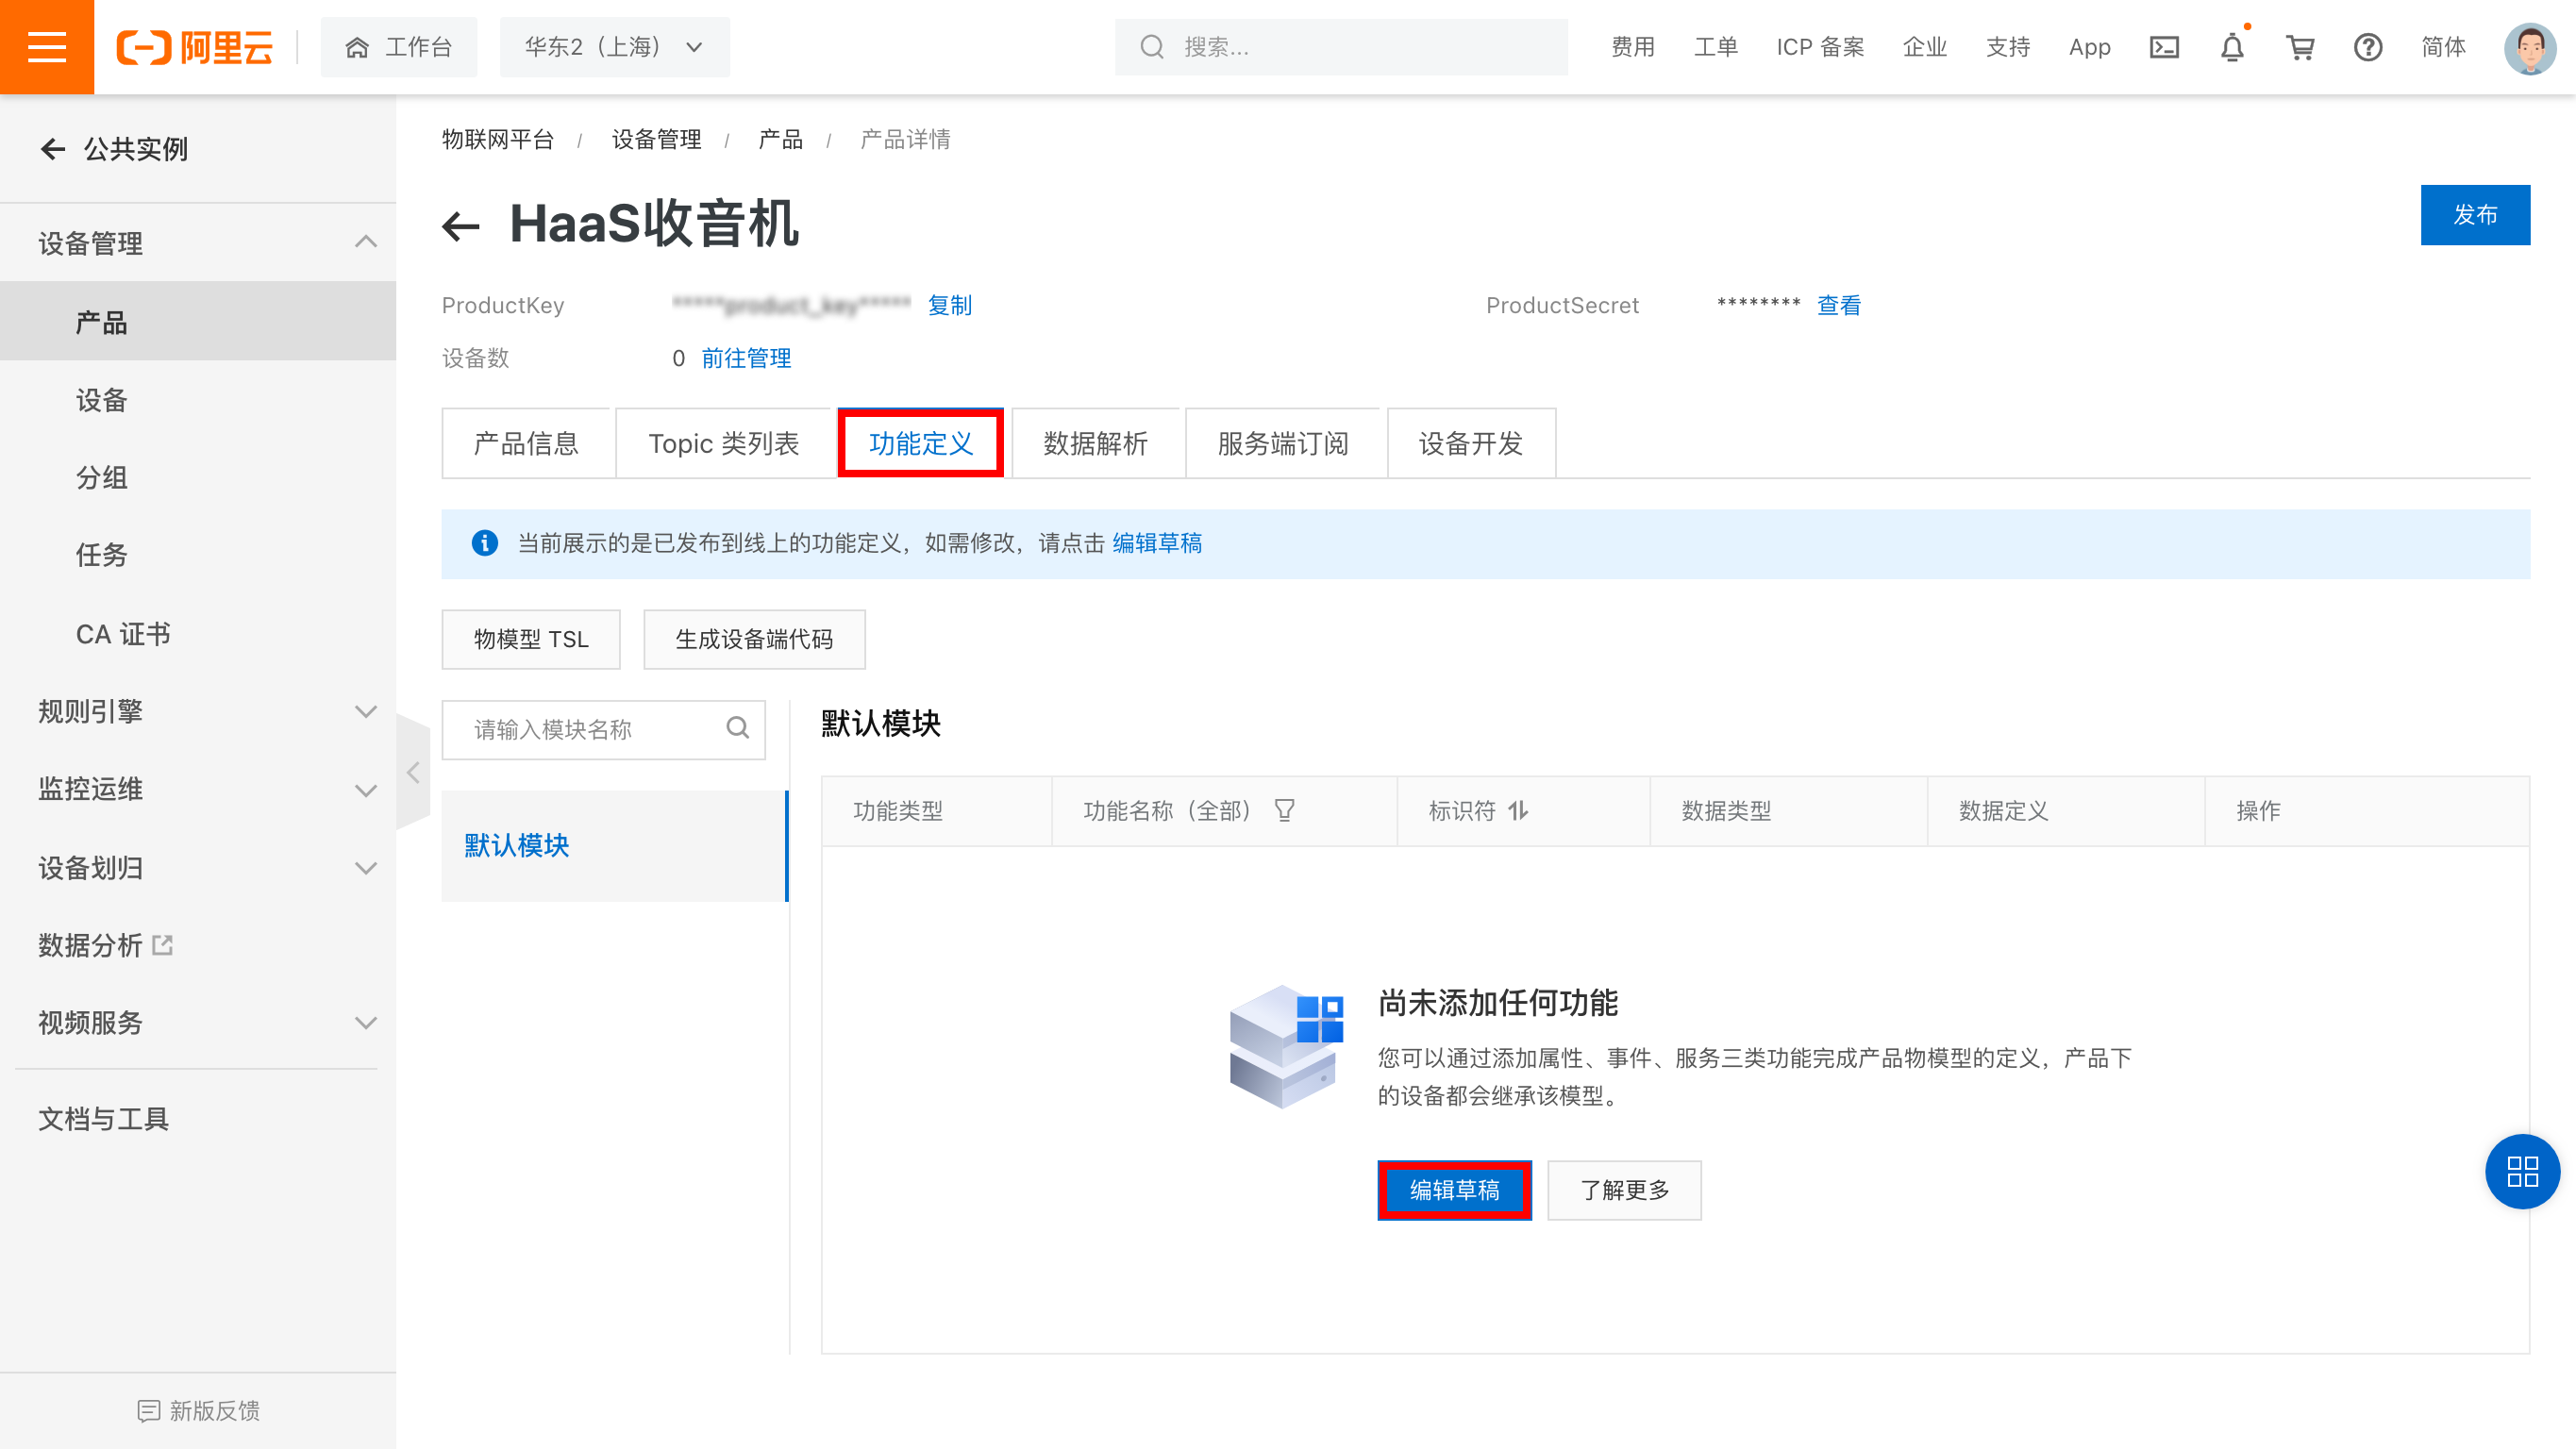 阿里云
工作台
华东2（上海）
搜索...
费用
工单
ICP 备案
企业
支持
App
简体
公共实例
设备管理
产品
设备
分组
任务
CA 证书
规则引擎
监控运维
设备划归
数据分析
视频服务
文档与工具
新版反馈
物联网平台 / 设备管理 / 产品 / 产品详情
HaaS收音机
发布
ProductKey *****product_key***** 复制
ProductSecret ******** 查看
设备数 0 前往管理
产品信息
Topic 类列表
功能定义
数据解析
服务端订阅
设备开发
当前展示的是已发布到线上的功能定义，如需修改，请点击 编辑草稿
物模型 TSL
生成设备端代码
请输入模块名称
默认模块
默认模块
功能类型
功能名称（全部）
标识符
数据类型
数据定义
操作
尚未添加任何功能
您可以通过添加属性、事件、服务三类功能完成产品物模型的定义，产品下
的设备都会继承该模型。
编辑草稿
了解更多